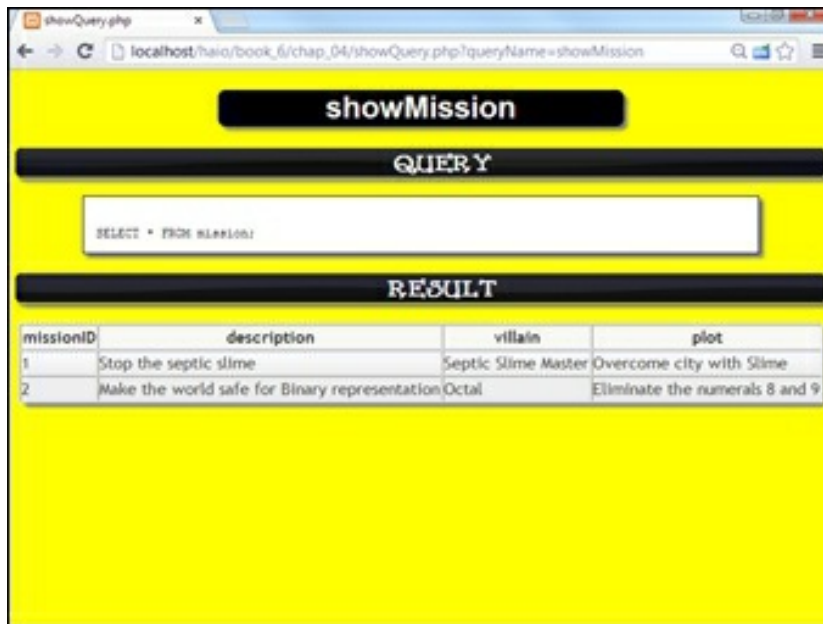 showQuery.php
localhost/haio/book_6/chap_04/showQuery.php?queryName=showMission
showMission
QUERY
SELECT * FROM mission;
RESULT
missionID description villain plot
1 Stop the septic slime Septic Slime Master Overcome city with Slime
2 Make the world safe for Binary representation Octal Eliminate the numerals 8 and 9